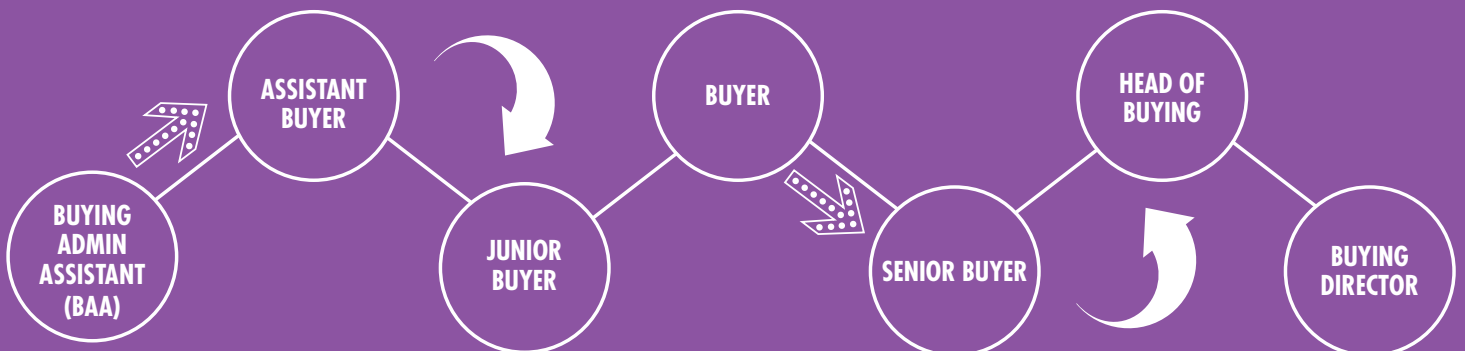 BUYING
ADMIN
ASSISTANT
(BAA)
ASSISTANT
BUYER
JUNIOR
BUYER
BUYER
SENIOR BUYER
HEAD OF
BUYING
BUYING
DIRECTOR